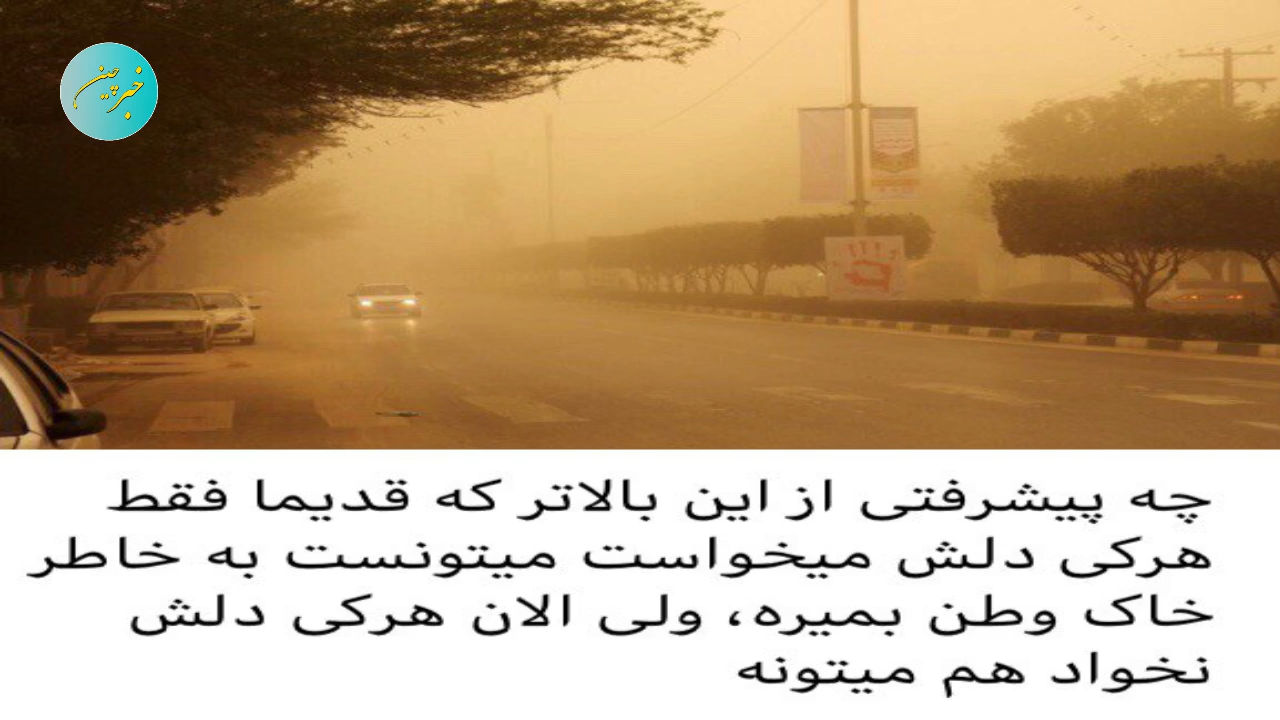 خبرچین
چه پیشرفتی از این بالاتر که قدیما فقط
هرکی دلش میخواست میتونست به خاطر
خاک وطن بمیره، ولی الان هرکی دلش
نخواد هم میتونه